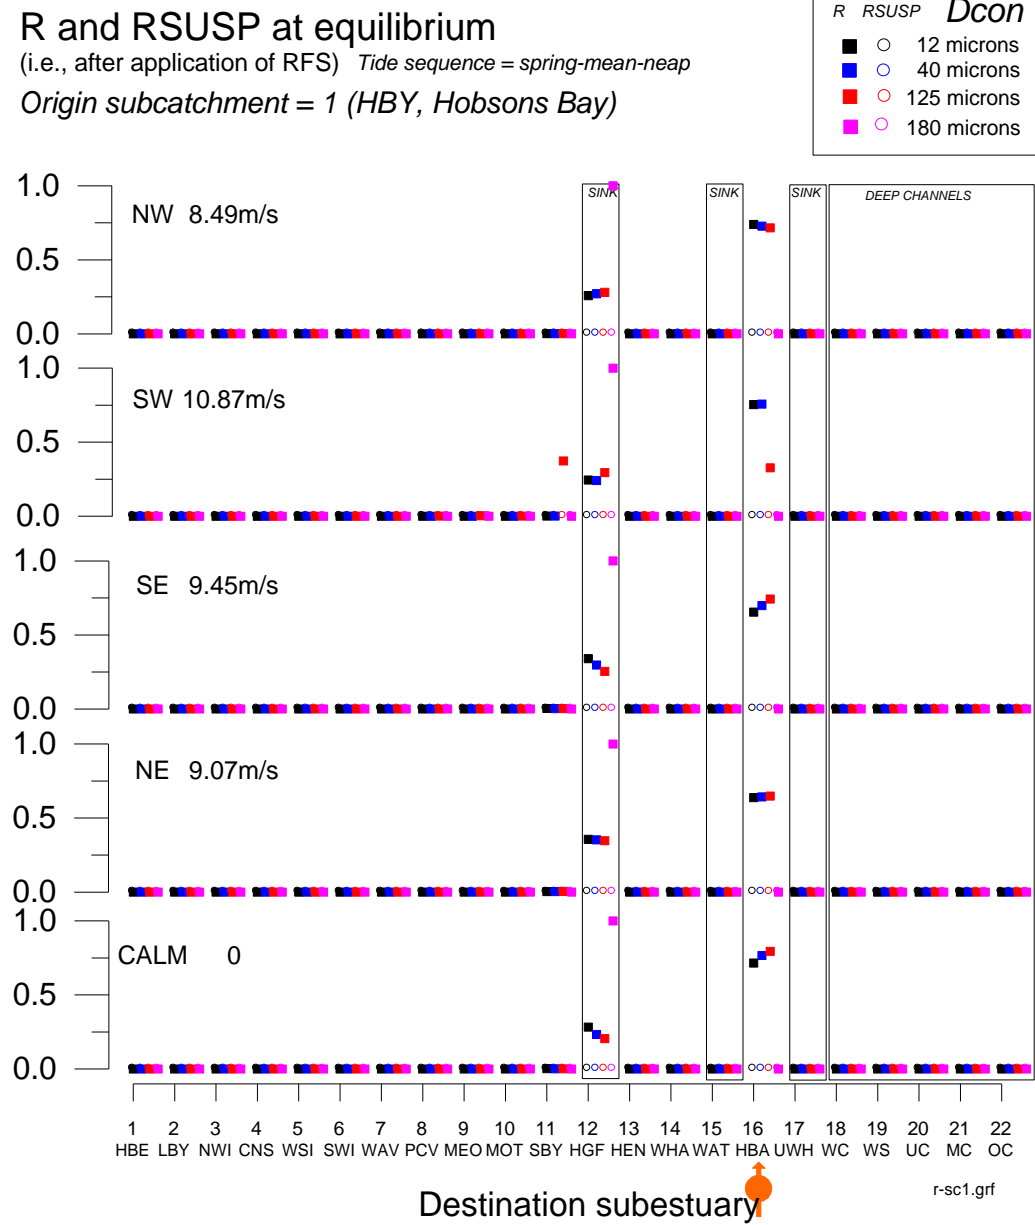 R and RSUSP at equilibrium
(i.e., after application of RFS) Tide sequence = spring-mean-neap
Origin subcatchment = 1 (HBY, Hobsons Bay)
R RSUSP Dcon
12 microns
40 microns
125 microns
180 microns
SINK SINK SINK DEEP CHANNELS
1.0
NW 8.49m/s
0.5
0.0
1.0
SW 10.87m/s
0.5
0.0
1.0
SE 9.45m/s
0.5
0.0
1.0
NE 9.07m/s
0.5
0.0
1.0
CALM 0
0.5
0.0
1 2 3 4 5 6 7 8 9 10 11 12 13 14 15 16 17 18 19 20 21 22
HBE LBY NWI CNS WSI SWI WAV PCV MEO MOT SBY HGF HEN WHA WAT HBA UWH WC WS UC MC OC
r-sc1.grf
Destination subestuary